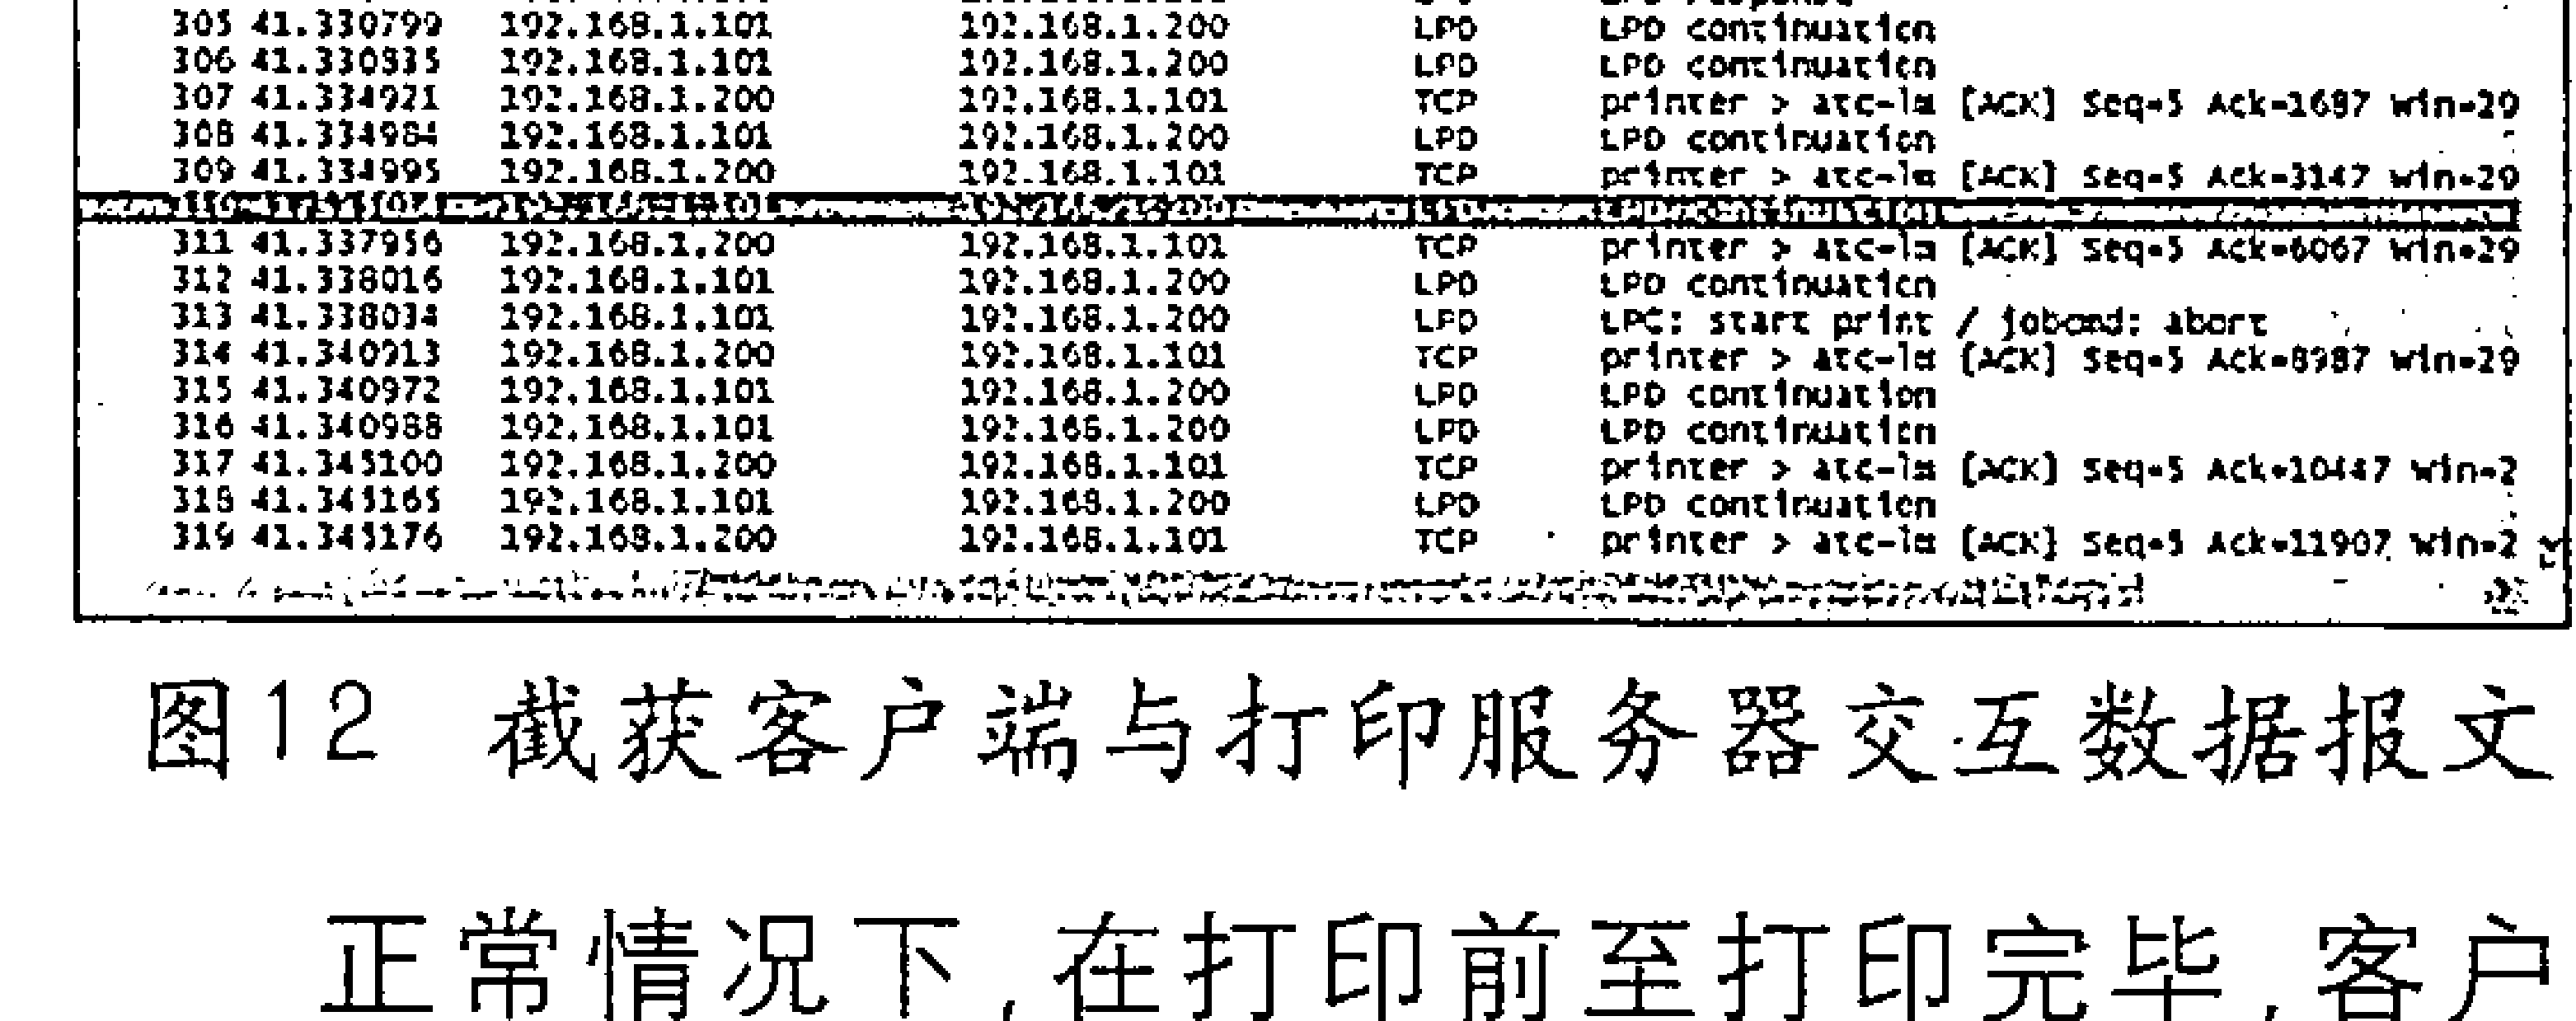 305 41.330799 192.168.1.101 192.168.1.200 LPD LPD continuation
306 41.330835 192.168.1.101 192.168.1.200 LPD LPD continuation
307 41.334921 192.168.1.200 192.168.1.101 TCP printer > atc-lm [ACK] Seq=5 Ack=1687 Win=29
308 41.334984 192.168.1.101 192.168.1.200 LPD LPD continuation
309 41.334995 192.168.1.200 192.168.1.101 TCP printer > atc-lm [ACK] Seq=5 Ack=3147 Win=29
311 41.337956 192.168.1.200 192.168.1.101 TCP printer > atc-lm [ACK] Seq=5 Ack=6067 Win=29
312 41.338016 192.168.1.101 192.168.1.200 LPD LPD continuation
313 41.338034 192.168.1.101 192.168.1.200 LPD LPC: start print / jobcmd: abort
314 41.340913 192.168.1.200 192.168.1.101 TCP printer > atc-lm [ACK] Seq=5 Ack=8987 Win=29
315 41.340972 192.168.1.101 192.168.1.200 LPD LPD continuation
316 41.340988 192.168.1.101 192.168.1.200 LPD LPD continuation
317 41.345100 192.168.1.200 192.168.1.101 TCP printer > atc-lm [ACK] Seq=5 Ack=10447 Win=2
318 41.345165 192.168.1.101 192.168.1.200 LPD LPD continuation
319 41.345176 192.168.1.200 192.168.1.101 TCP printer > atc-lm [ACK] Seq=5 Ack=11907 Win=2
图12 截获客户端与打印服务器交互数据报文
正常情况下,在打印前至打印完毕,客户